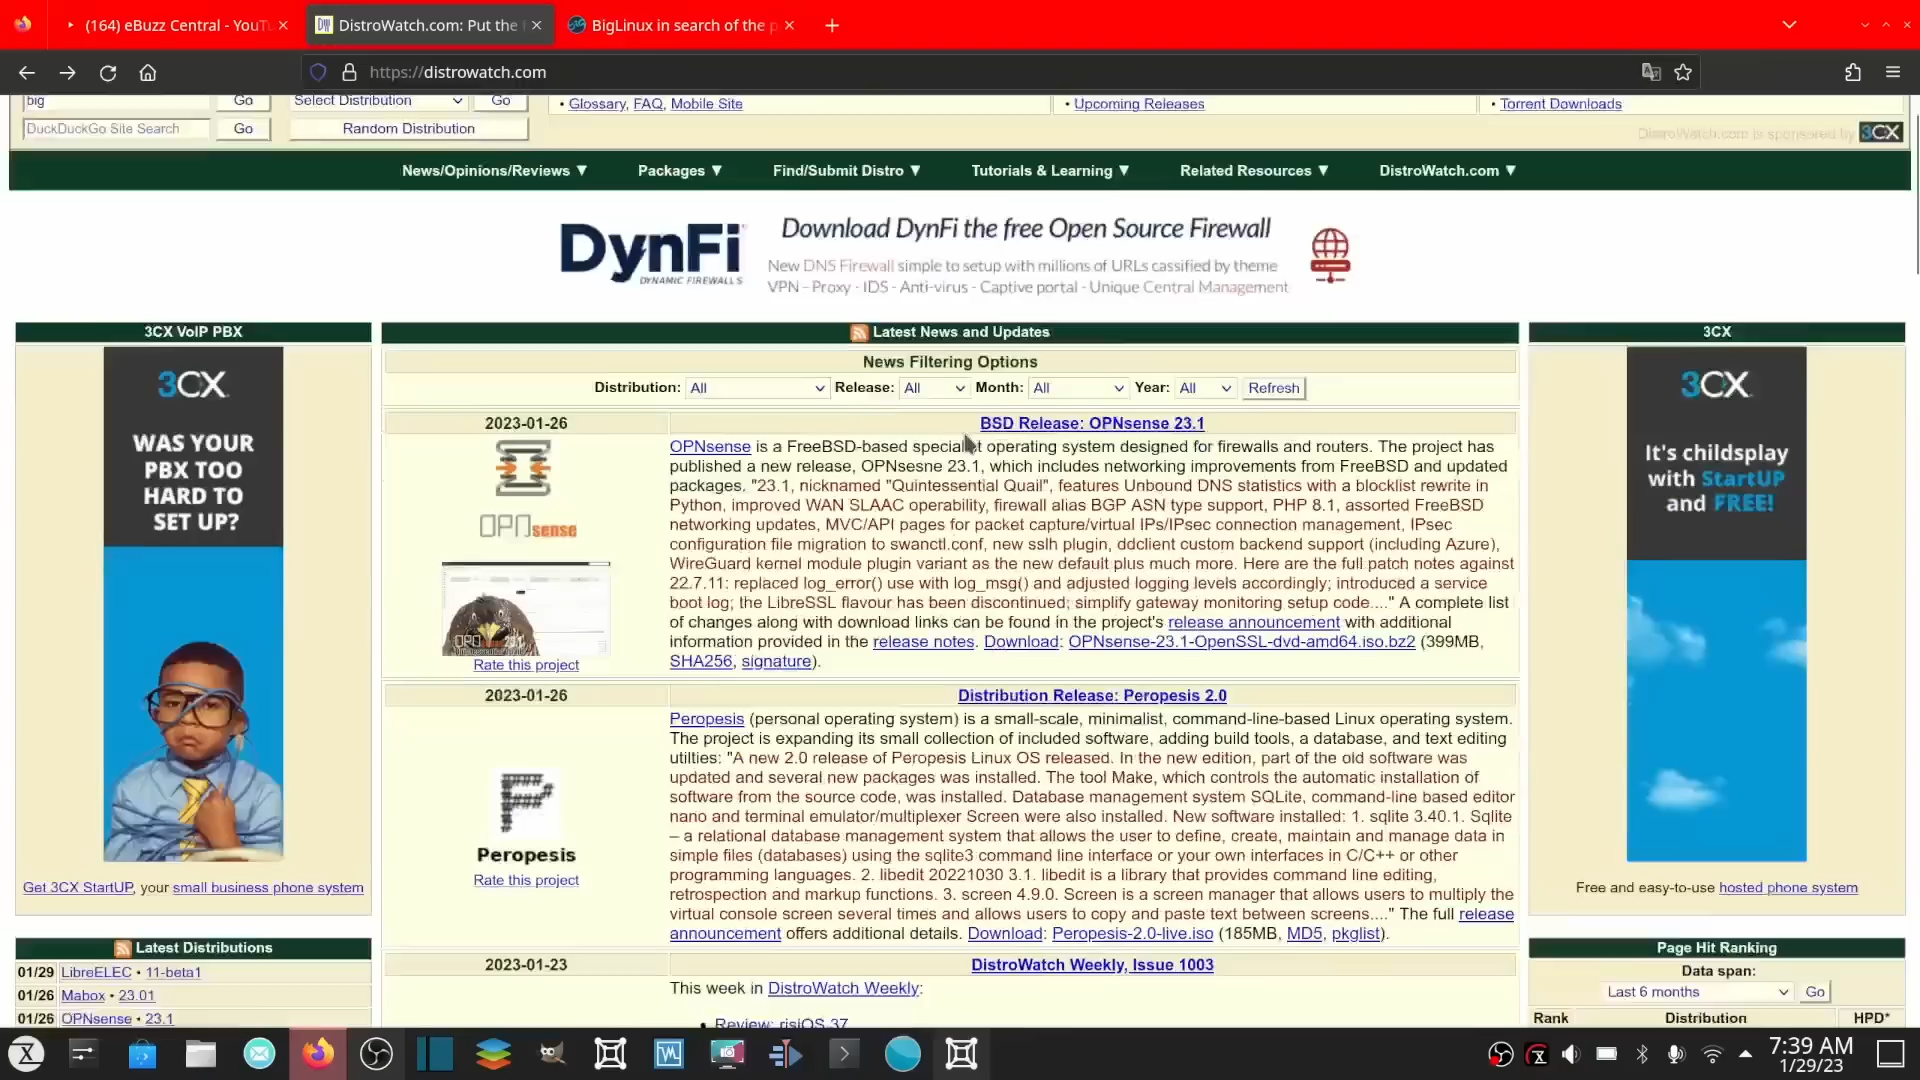 (164) eBuzz Central - YouTu
DistroWatch.com: Put the
BigLinux in search of the p
https://distrowatch.com
big
Go
Select Distribution
Go
• Glossary, FAQ, Mobile Site
• Upcoming Releases
• Torrent Downloads
DuckDuckGo Site Search
Go
Random Distribution
DistroWatch.com is sponsored by 3CX
News/Opinions/Reviews ▼
Packages ▼
Find/Submit Distro ▼
Tutorials & Learning ▼
Related Resources ▼
DistroWatch.com ▼
DynFi
DYNAMIC FIREWALLS
Download DynFi the free Open Source Firewall
New DNS Firewall simple to setup with millions of URLs cassified by theme
VPN - Proxy - IDS - Anti-virus - Captive portal - Unique Central Management
3CX VoIP PBX
3CX
WAS YOUR
PBX TOO
HARD TO
SET UP?
Get 3CX StartUP, your small business phone system
Latest Distributions
01/29 LibreELEC • 11-beta1
01/26 Mabox • 23.01
01/26 OPNsense • 23.1
Latest News and Updates
News Filtering Options
Distribution: All Release: All Month: All Year: All Refresh
2023-01-26
BSD Release: OPNsense 23.1
OPNsense
OPNsense 23.1
Rate this project
OPNsense is a FreeBSD-based specialist operating system designed for firewalls and routers. The project has
published a new release, OPNsesne 23.1, which includes networking improvements from FreeBSD and updated
packages. "23.1, nicknamed "Quintessential Quail", features Unbound DNS statistics with a blocklist rewrite in
Python, improved WAN SLAAC operability, firewall alias BGP ASN type support, PHP 8.1, assorted FreeBSD
networking updates, MVC/API pages for packet capture/virtual IPs/IPsec connection management, IPsec
configuration file migration to swanctl.conf, new sslh plugin, ddclient custom backend support (including Azure),
WireGuard kernel module plugin variant as the new default plus much more. Here are the full patch notes against
22.7.11: replaced log_error() use with log_msg() and adjusted logging levels accordingly; introduced a service
boot log; the LibreSSL flavour has been discontinued; simplify gateway monitoring setup code...." A complete list
of changes along with download links can be found in the project's release announcement with additional
information provided in the release notes. Download: OPNsense-23.1-OpenSSL-dvd-amd64.iso.bz2 (399MB,
SHA256, signature).
2023-01-26
Distribution Release: Peropesis 2.0
Peropesis
Rate this project
Peropesis (personal operating system) is a small-scale, minimalist, command-line-based Linux operating system.
The project is expanding its small collection of included software, adding build tools, a database, and text editing
utilties: "A new 2.0 release of Peropesis Linux OS released. In the new edition, part of the old software was
updated and several new packages was installed. The tool Make, which controls the automatic installation of
software from the source code, was installed. Database management system SQLite, command-line based editor
nano and terminal emulator/multiplexer Screen were also installed. New software installed: 1. sqlite 3.40.1. Sqlite
– a relational database management system that allows the user to define, create, maintain and manage data in
simple files (databases) using the sqlite3 command line interface or your own interfaces in C/C++ or other
programming languages. 2. libedit 20221030 3.1. libedit is a library that provides command line editing,
retrospection and markup functions. 3. screen 4.9.0. Screen is a screen manager that allows users to multiply the
virtual console screen several times and allows users to copy and paste text between screens...." The full release
announcement offers additional details. Download: Peropesis-2.0-live.iso (185MB, MD5, pkglist).
2023-01-23
DistroWatch Weekly, Issue 1003
This week in DistroWatch Weekly:
• Review: risiOS 37
3CX
3CX
It's childsplay
with StartUP
and FREE!
Free and easy-to-use hosted phone system
Page Hit Ranking
Data span:
Last 6 months Go
Rank Distribution HPD*
7:39 AM
1/29/23